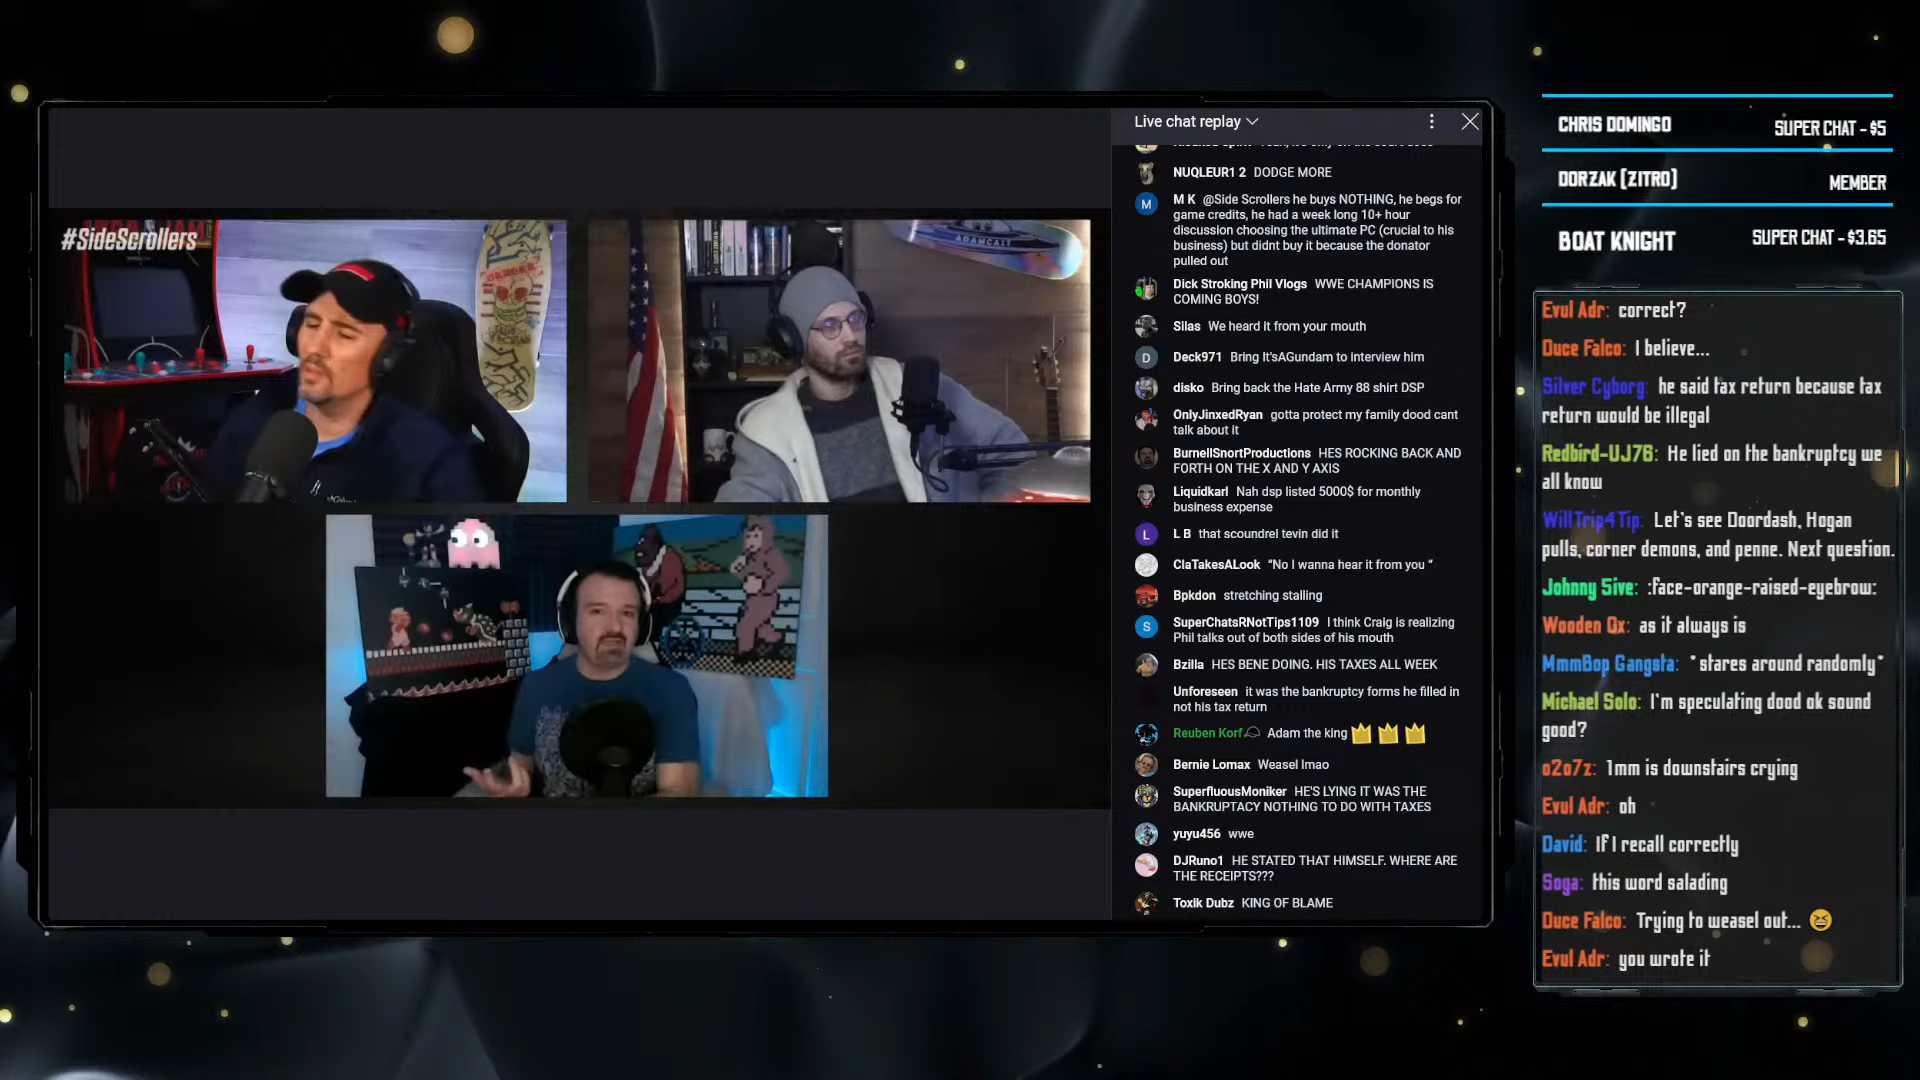 #SideScrollers
ADAMCAST
Live chat replay
NUQLEUR1 2 DODGE MORE
M K @Side Scrollers he buys NOTHING, he begs for
game credits, he had a week long 10+ hour
discussion choosing the ultimate PC (crucial to his
business) but didnt buy it because the donator
pulled out
Dick Stroking Phil Vlogs WWE CHAMPIONS IS
COMING BOYS!
Silas We heard it from your mouth
Deck971 Bring It'sAGundam to interview him
disko Bring back the Hate Army 88 shirt DSP
OnlyJinxedRyan gotta protect my family dood cant
talk about it
BurnellSnortProductions HES ROCKING BACK AND
FORTH ON THE X AND Y AXIS
Liquidkarl Nah dsp listed 5000$ for monthly
business expense
L B that scoundrel tevin did it
ClaTakesALook “No I wanna hear it from you “
Bpkdon stretching stalling
SuperChatsRNotTips1109 I think Craig is realizing
Phil talks out of both sides of his mouth
Bzilla HES BENE DOING. HIS TAXES ALL WEEK
Unforeseen it was the bankruptcy forms he filled in
not his tax return
Reuben Korf Adam the king
Bernie Lomax Weasel lmao
SuperfluousMoniker HE'S LYING IT WAS THE
BANKRUPTACY NOTHING TO DO WITH TAXES
yuyu456 wwe
DJRuno1 HE STATED THAT HIMSELF. WHERE ARE
THE RECEIPTS???
Toxik Dubz KING OF BLAME
CHRIS DOMINGO SUPER CHAT - $5
DORZAK [ZITRO] MEMBER
BOAT KNIGHT SUPER CHAT - $3.65
Evul Adr: correct?
Duce Falco: I believe...
Silver Cyborg: he said tax return because tax
return would be illegal
Redbird-UJ76: He lied on the bankruptcy we
all know
WillTrip4Tip: Let's see Doordash, Hogan
pulls, corner demons, and penne. Next question.
Johnny 5ive: :face-orange-raised-eyebrow:
Wooden Ox: as it always is
MmmBop Gangsta: *stares around randomly*
Michael Solo: I'm speculating dood ok sound
good?
o2o7z: 1mm is downstairs crying
Evul Adr: oh
David: If I recall correctly
Soga: this word salading
Duce Falco: Trying to weasel out... 😆
Evul Adr: you wrote it